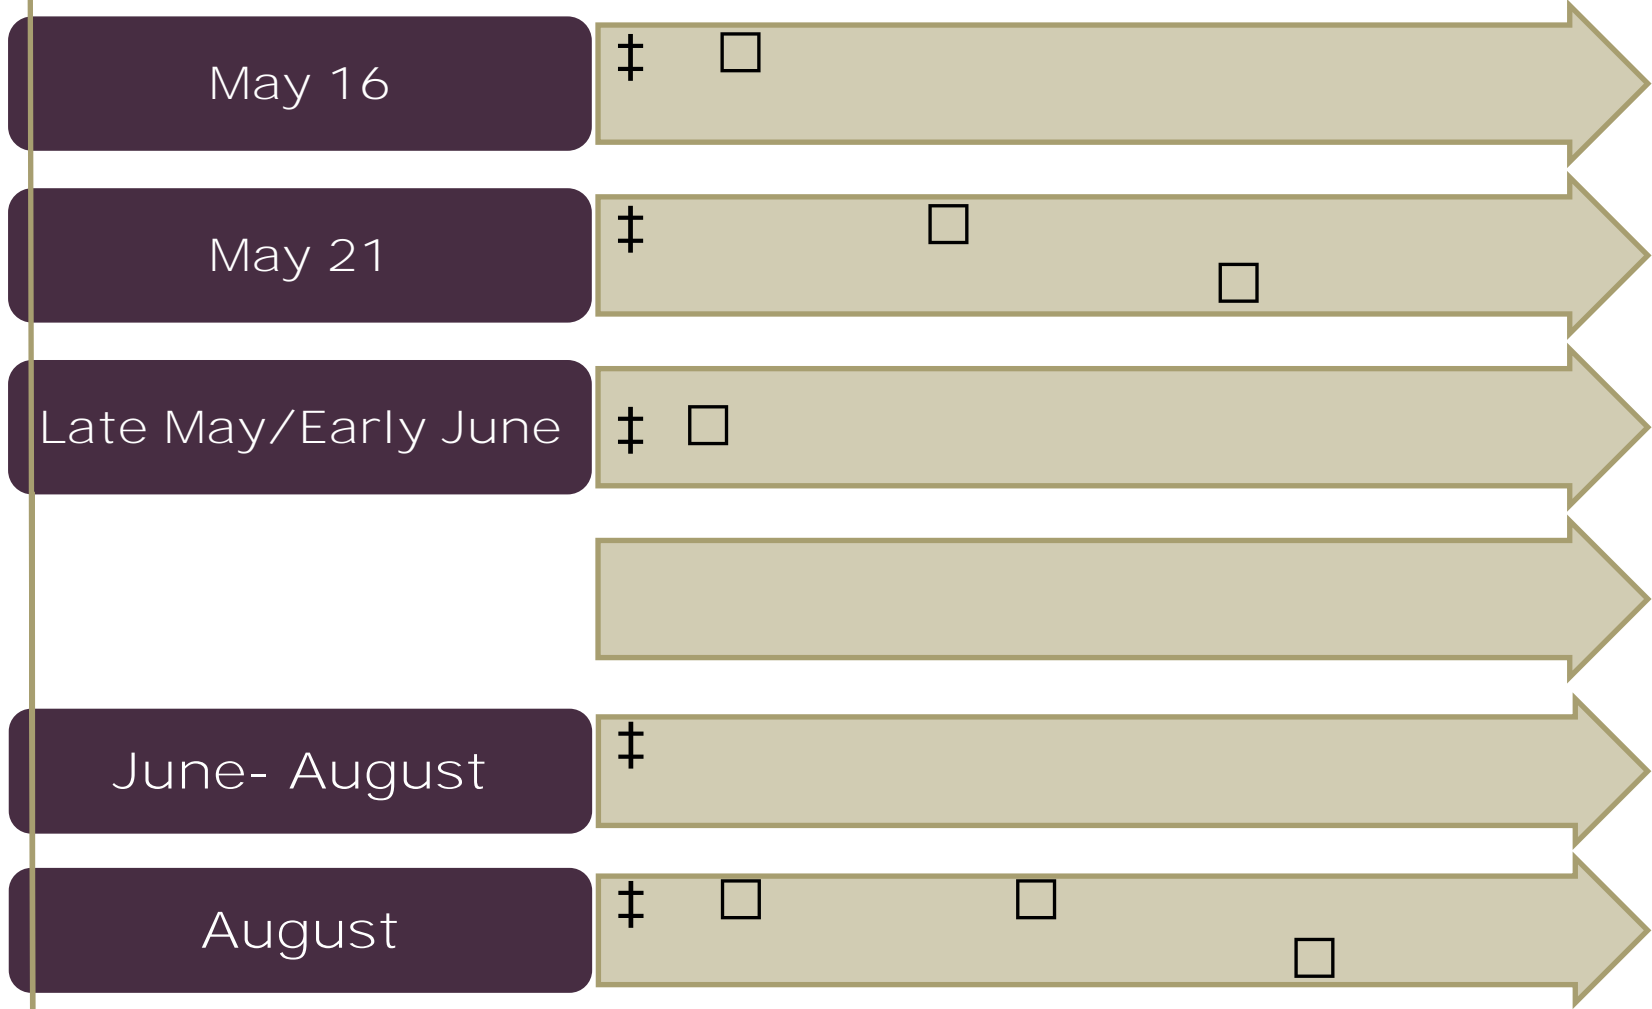 May 16
‡ □
May 21
‡ □
□
Late May/Early June
‡ □
June- August
‡
August
‡ □ □
□